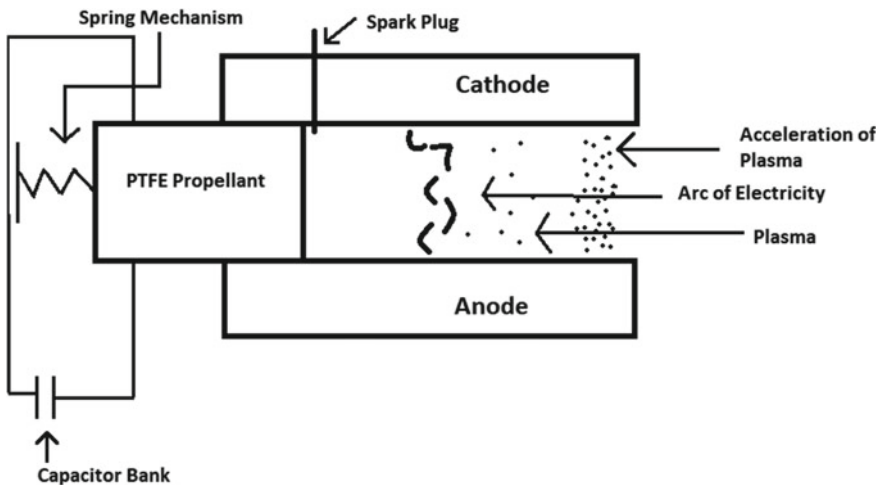 Spring Mechanism
Spark Plug
Cathode
Acceleration of
Plasma
PTFE Propellant
Arc of Electricity
Plasma
Anode
Capacitor Bank